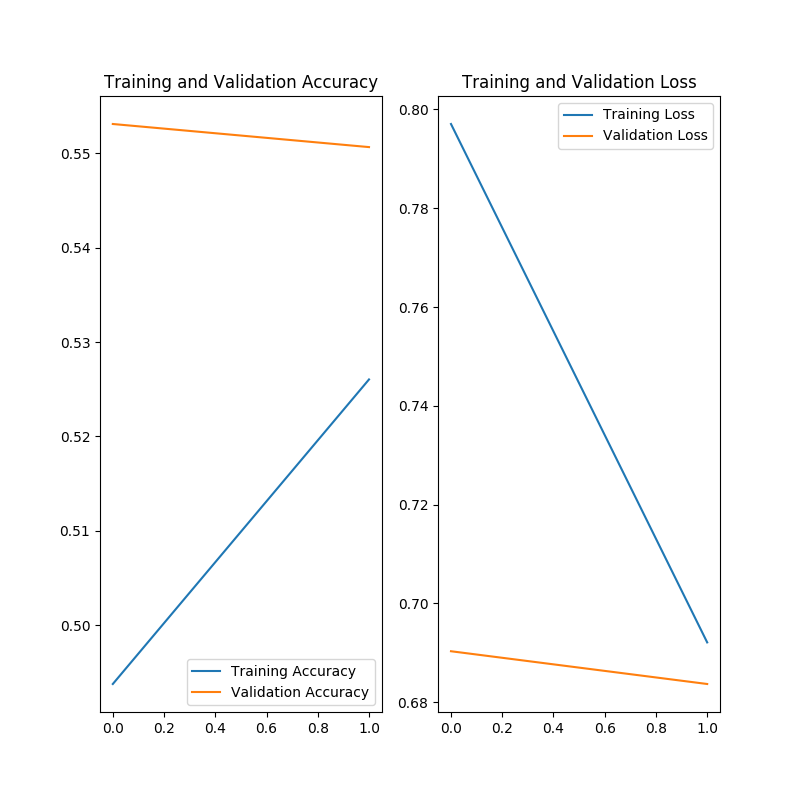 Training and Validation Accuracy
0.55
0.54
0.53
0.52
0.51
0.50
Training Accuracy
Validation Accuracy
0.0 0.2 0.4 0.6 0.8 1.0
Training and Validation Loss
0.80
0.78
0.76
0.74
0.72
0.70
0.68
Training Loss
Validation Loss
0.0 0.2 0.4 0.6 0.8 1.0